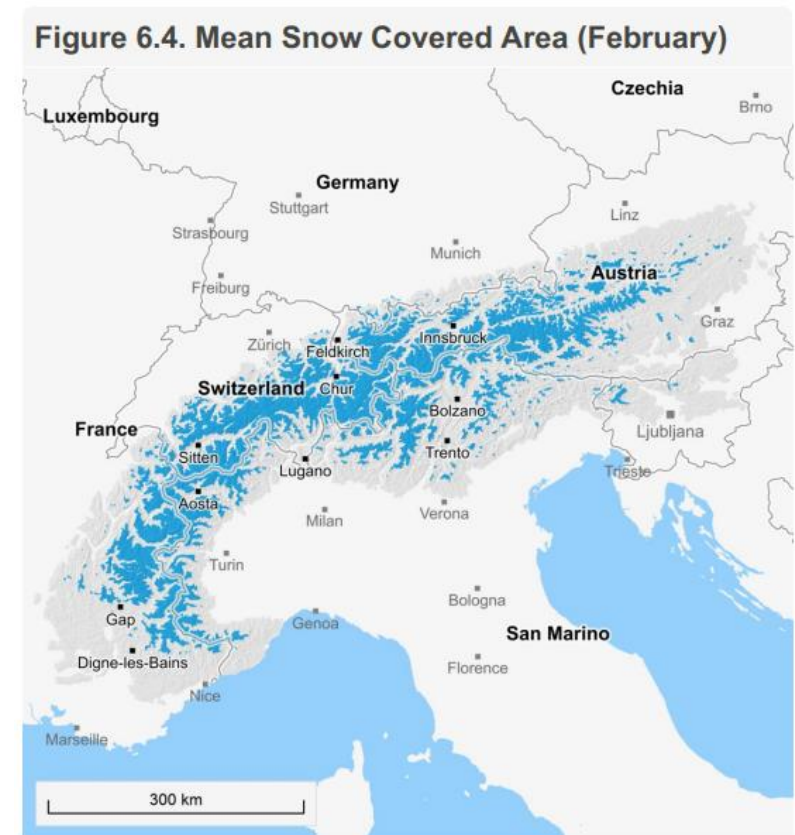 Figure 6.4. Mean Snow Covered Area (February)
Czechia
Brno
Luxembourg
Germany
Stuttgart
Linz
Strasbourg
Munich
Austria
Freiburg
Graz
Innsbruck
Zürich
Feldkirch
Switzerland
Chur
Bolzano
France
Ljubljana
Sitten
Trento
Lugano
Trieste
Aosta
Verona
Milan
Turin
Bologna
Gap
Genoa
San Marino
Digne-les-Bains
Florence
Nice
Marseille
300 km